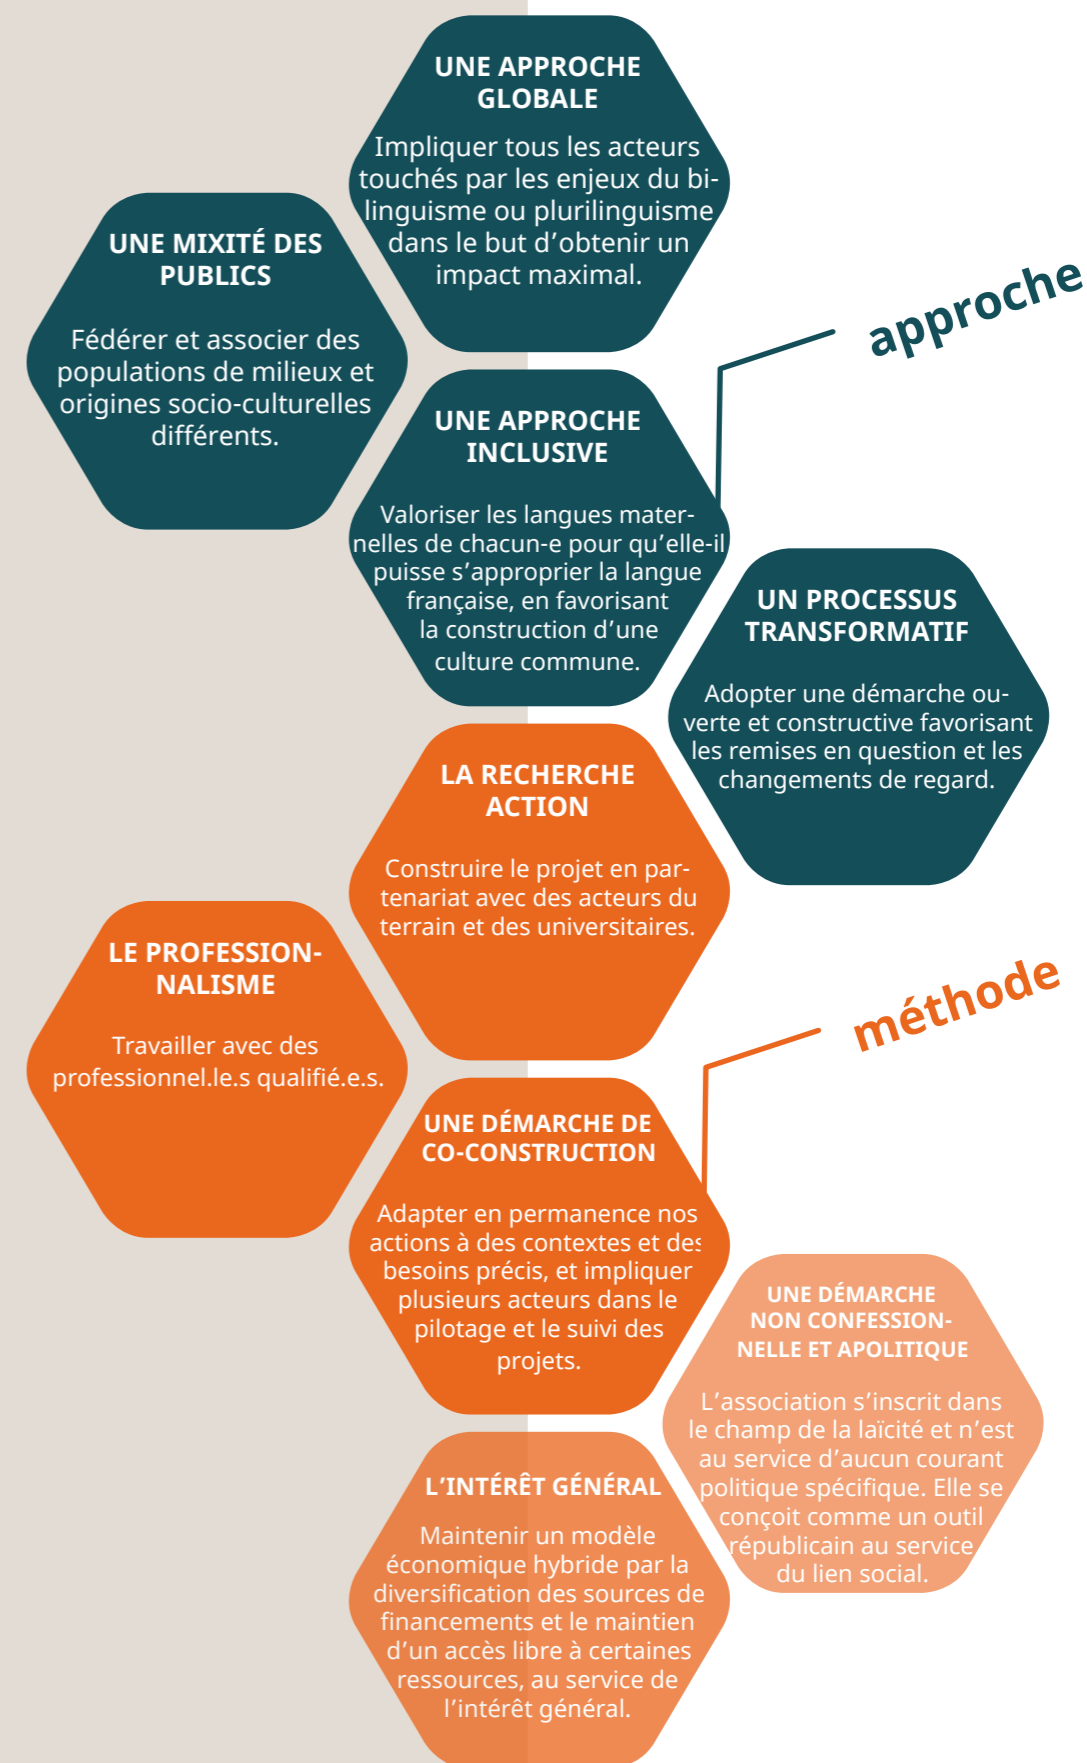 UNE APPROCHE
GLOBALE
Impliquer tous les acteurs
touchés par les enjeux du bi-
linguisme ou plurilinguisme
dans le but d’obtenir un
impact maximal.
UNE MIXITÉ DES
PUBLICS
Fédérer et associer des
populations de milieux et
origines socio-culturelles
différents.
approche
UNE APPROCHE
INCLUSIVE
Valoriser les langues mater-
nelles de chacun-e pour qu’elle-il
puisse s’approprier la langue
française, en favorisant
la construction d’une
culture commune.
UN PROCESSUS
TRANSFORMATIF
Adopter une démarche ou-
verte et constructive favorisant
les remises en question et les
changements de regard.
LA RECHERCHE
ACTION
Construire le projet en par-
tenariat avec des acteurs du
terrain et des universitaires.
LE PROFESSION-
NALISME
Travailler avec des
professionnel.le.s qualifié.e.s.
méthode
UNE DÉMARCHE DE
CO-CONSTRUCTION
Adapter en permanence nos
actions à des contextes et des
besoins précis, et impliquer
plusieurs acteurs dans le
pilotage et le suivi des
projets.
UNE DÉMARCHE
NON CONFESSION-
NELLE ET APOLITIQUE
L’association s’inscrit dans
le champ de la laïcité et n’est
au service d’aucun courant
politique spécifique. Elle se
conçoit comme un outil
républicain au service
du lien social.
L’INTÉRÊT GÉNÉRAL
Maintenir un modèle
économique hybride par la
diversification des sources de
financements et le maintien
d’un accès libre à certaines
ressources, au service de
l’intérêt général.